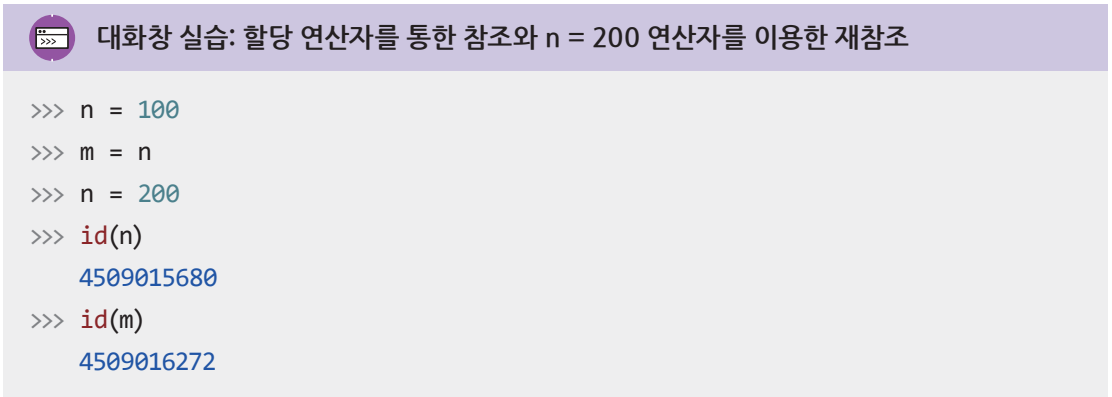 >>>
대화창 실습: 할당 연산자를 통한 참조와 n = 200 연산자를 이용한 재참조
>>> n = 100
>>> m = n
>>> n = 200
>>> id(n)
4509015680
>>> id(m)
4509016272